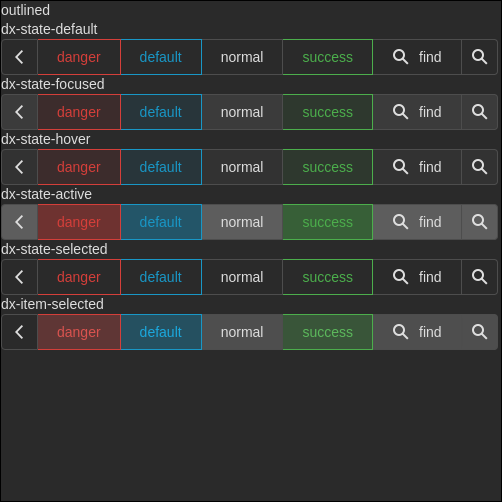 outlined
dx-state-default
danger default normal success find
dx-state-focused
danger default normal success find
dx-state-hover
danger default normal success find
dx-state-active
danger default normal success find
dx-state-selected
danger default normal success find
dx-item-selected
danger default normal success find